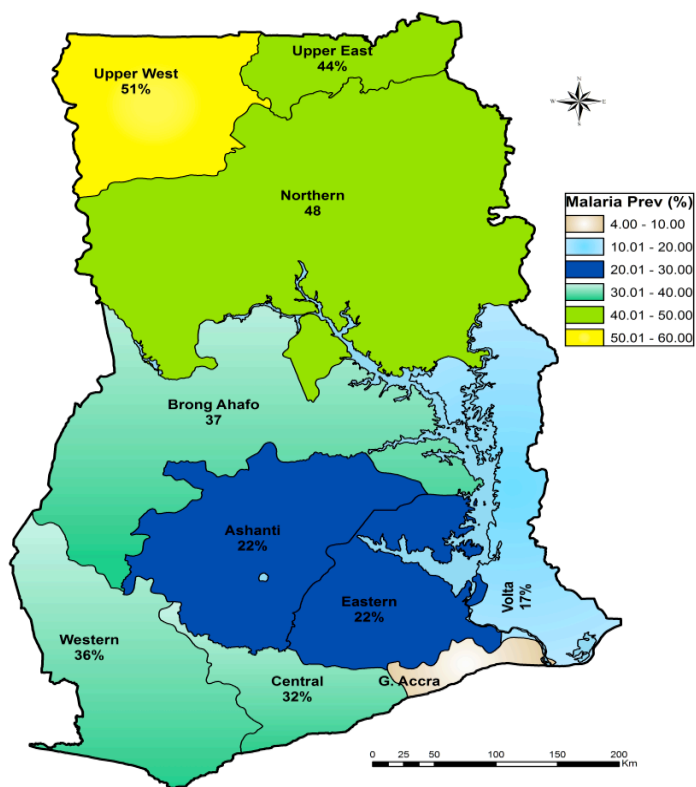 Upper East
44%
Upper West
51%
N
W
E
S
Northern
48
Malaria Prev (%)
4.00 - 10.00
10.01 - 20.00
20.01 - 30.00
30.01 - 40.00
40.01 - 50.00
50.01 - 60.00
Brong Ahafo
37
Ashanti
22%
Eastern
22%
Volta
17%
Western
36%
Central
32%
G. Accra
0 25 50 100 150 200
Km